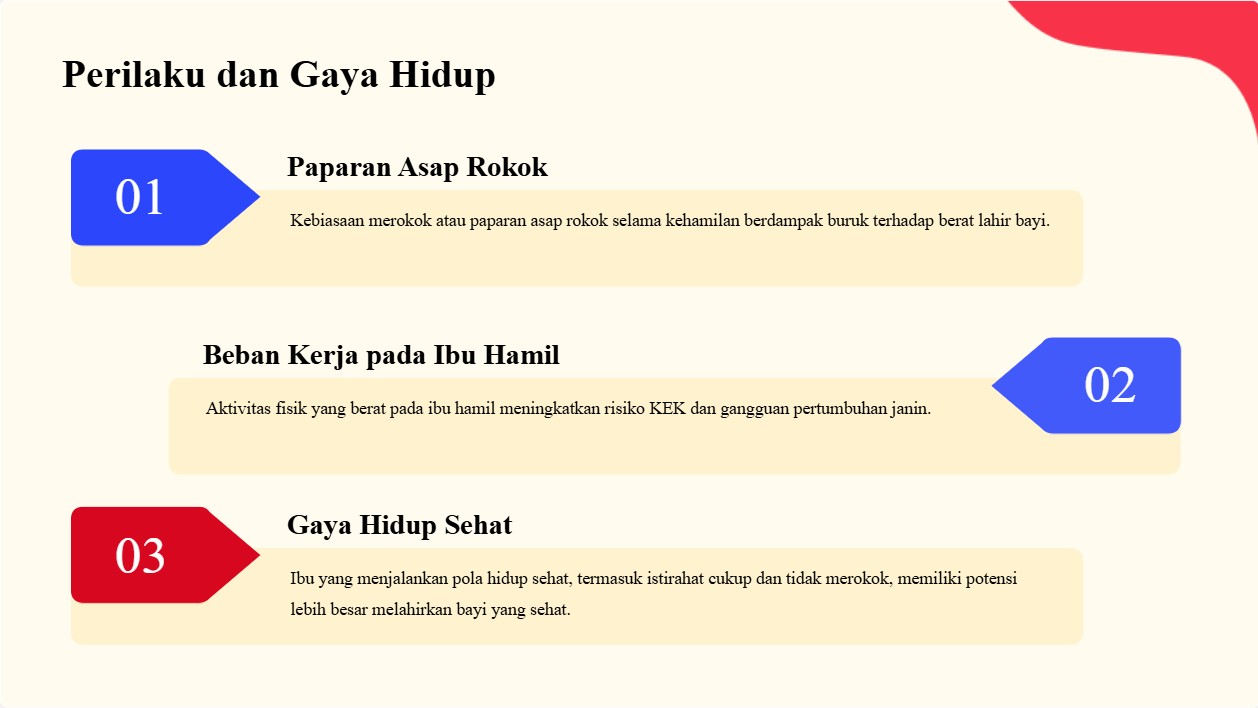 Perilaku dan Gaya Hidup
01
Paparan Asap Rokok
Kebiasaan merokok atau paparan asap rokok selama kehamilan berdampak buruk terhadap berat lahir bayi.
Beban Kerja pada Ibu Hamil
02
Aktivitas fisik yang berat pada ibu hamil meningkatkan risiko KEK dan gangguan pertumbuhan janin.
03
Gaya Hidup Sehat
Ibu yang menjalankan pola hidup sehat, termasuk istirahat cukup dan tidak merokok, memiliki potensi
lebih besar melahirkan bayi yang sehat.